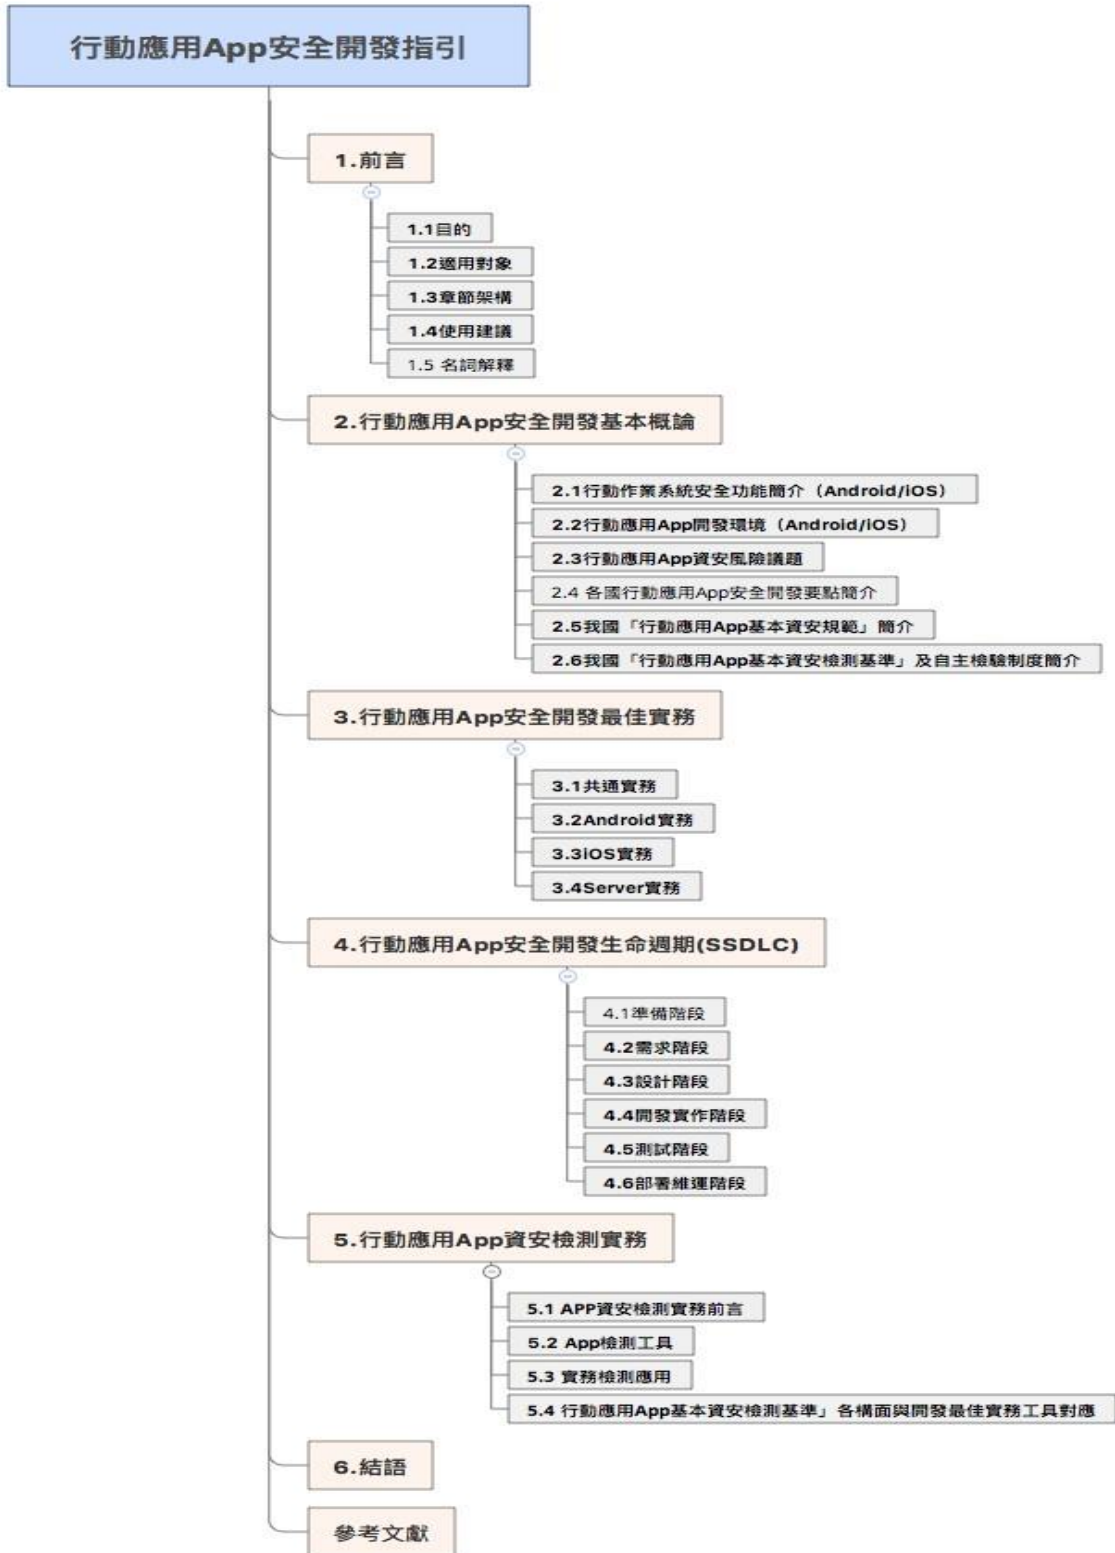 行動應用App安全開發指引
1.前言
1.1目的
1.2適用對象
1.3章節架構
1.4使用建議
1.5 名詞解釋
2.行動應用App安全開發基本概論
2.1行動作業系統安全功能簡介（Android/iOS）
2.2行動應用App開發環境（Android/iOS）
2.3行動應用App資安風險議題
2.4 各國行動應用App安全開發要點簡介
2.5我國「行動應用App基本資安規範」簡介
2.6我國「行動應用App基本資安檢測基準」及自主檢驗制度簡介
3.行動應用App安全開發最佳實務
3.1共通實務
3.2Android實務
3.3iOS實務
3.4Server實務
4.行動應用App安全開發生命週期(SSDLC)
4.1準備階段
4.2需求階段
4.3設計階段
4.4開發實作階段
4.5測試階段
4.6部署維運階段
5.行動應用App資安檢測實務
5.1 APP資安檢測實務前言
5.2 App檢測工具
5.3 實務檢測應用
5.4 行動應用App基本資安檢測基準」各構面與開發最佳實務工具對應
6.結語
參考文獻